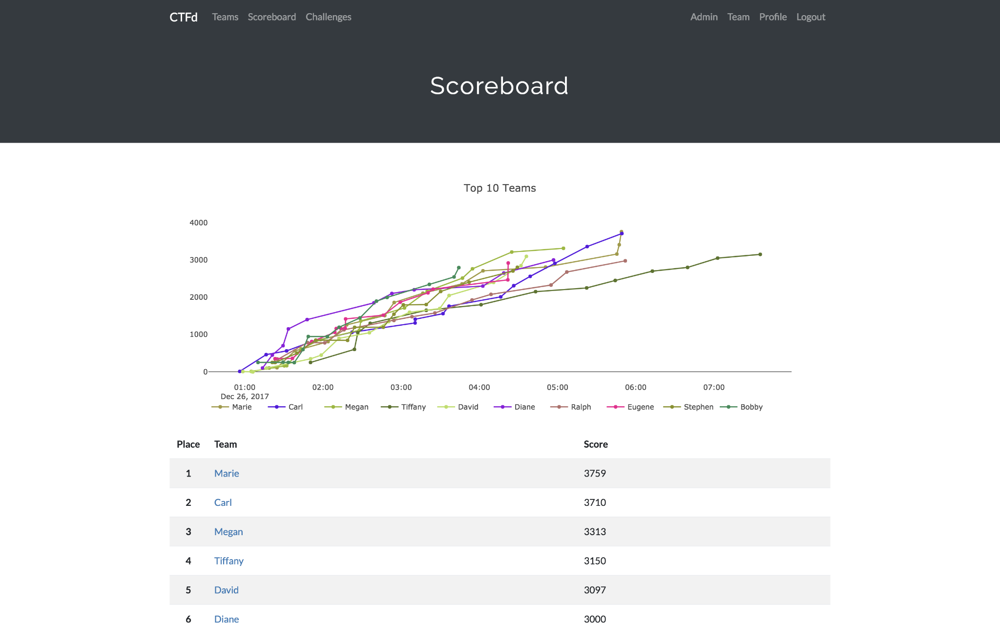 CTFd Teams Scoreboard Challenges Admin Team Profile Logout
Scoreboard
Top 10 Teams
4000
3000
2000
1000
0
01:00 02:00 03:00 04:00 05:00 06:00 07:00
Dec 26, 2017
Marie Carl Megan Tiffany David Diane Ralph Eugene Stephen Bobby
Place Team Score
1 Marie 3759
2 Carl 3710
3 Megan 3313
4 Tiffany 3150
5 David 3097
6 Diane 3000